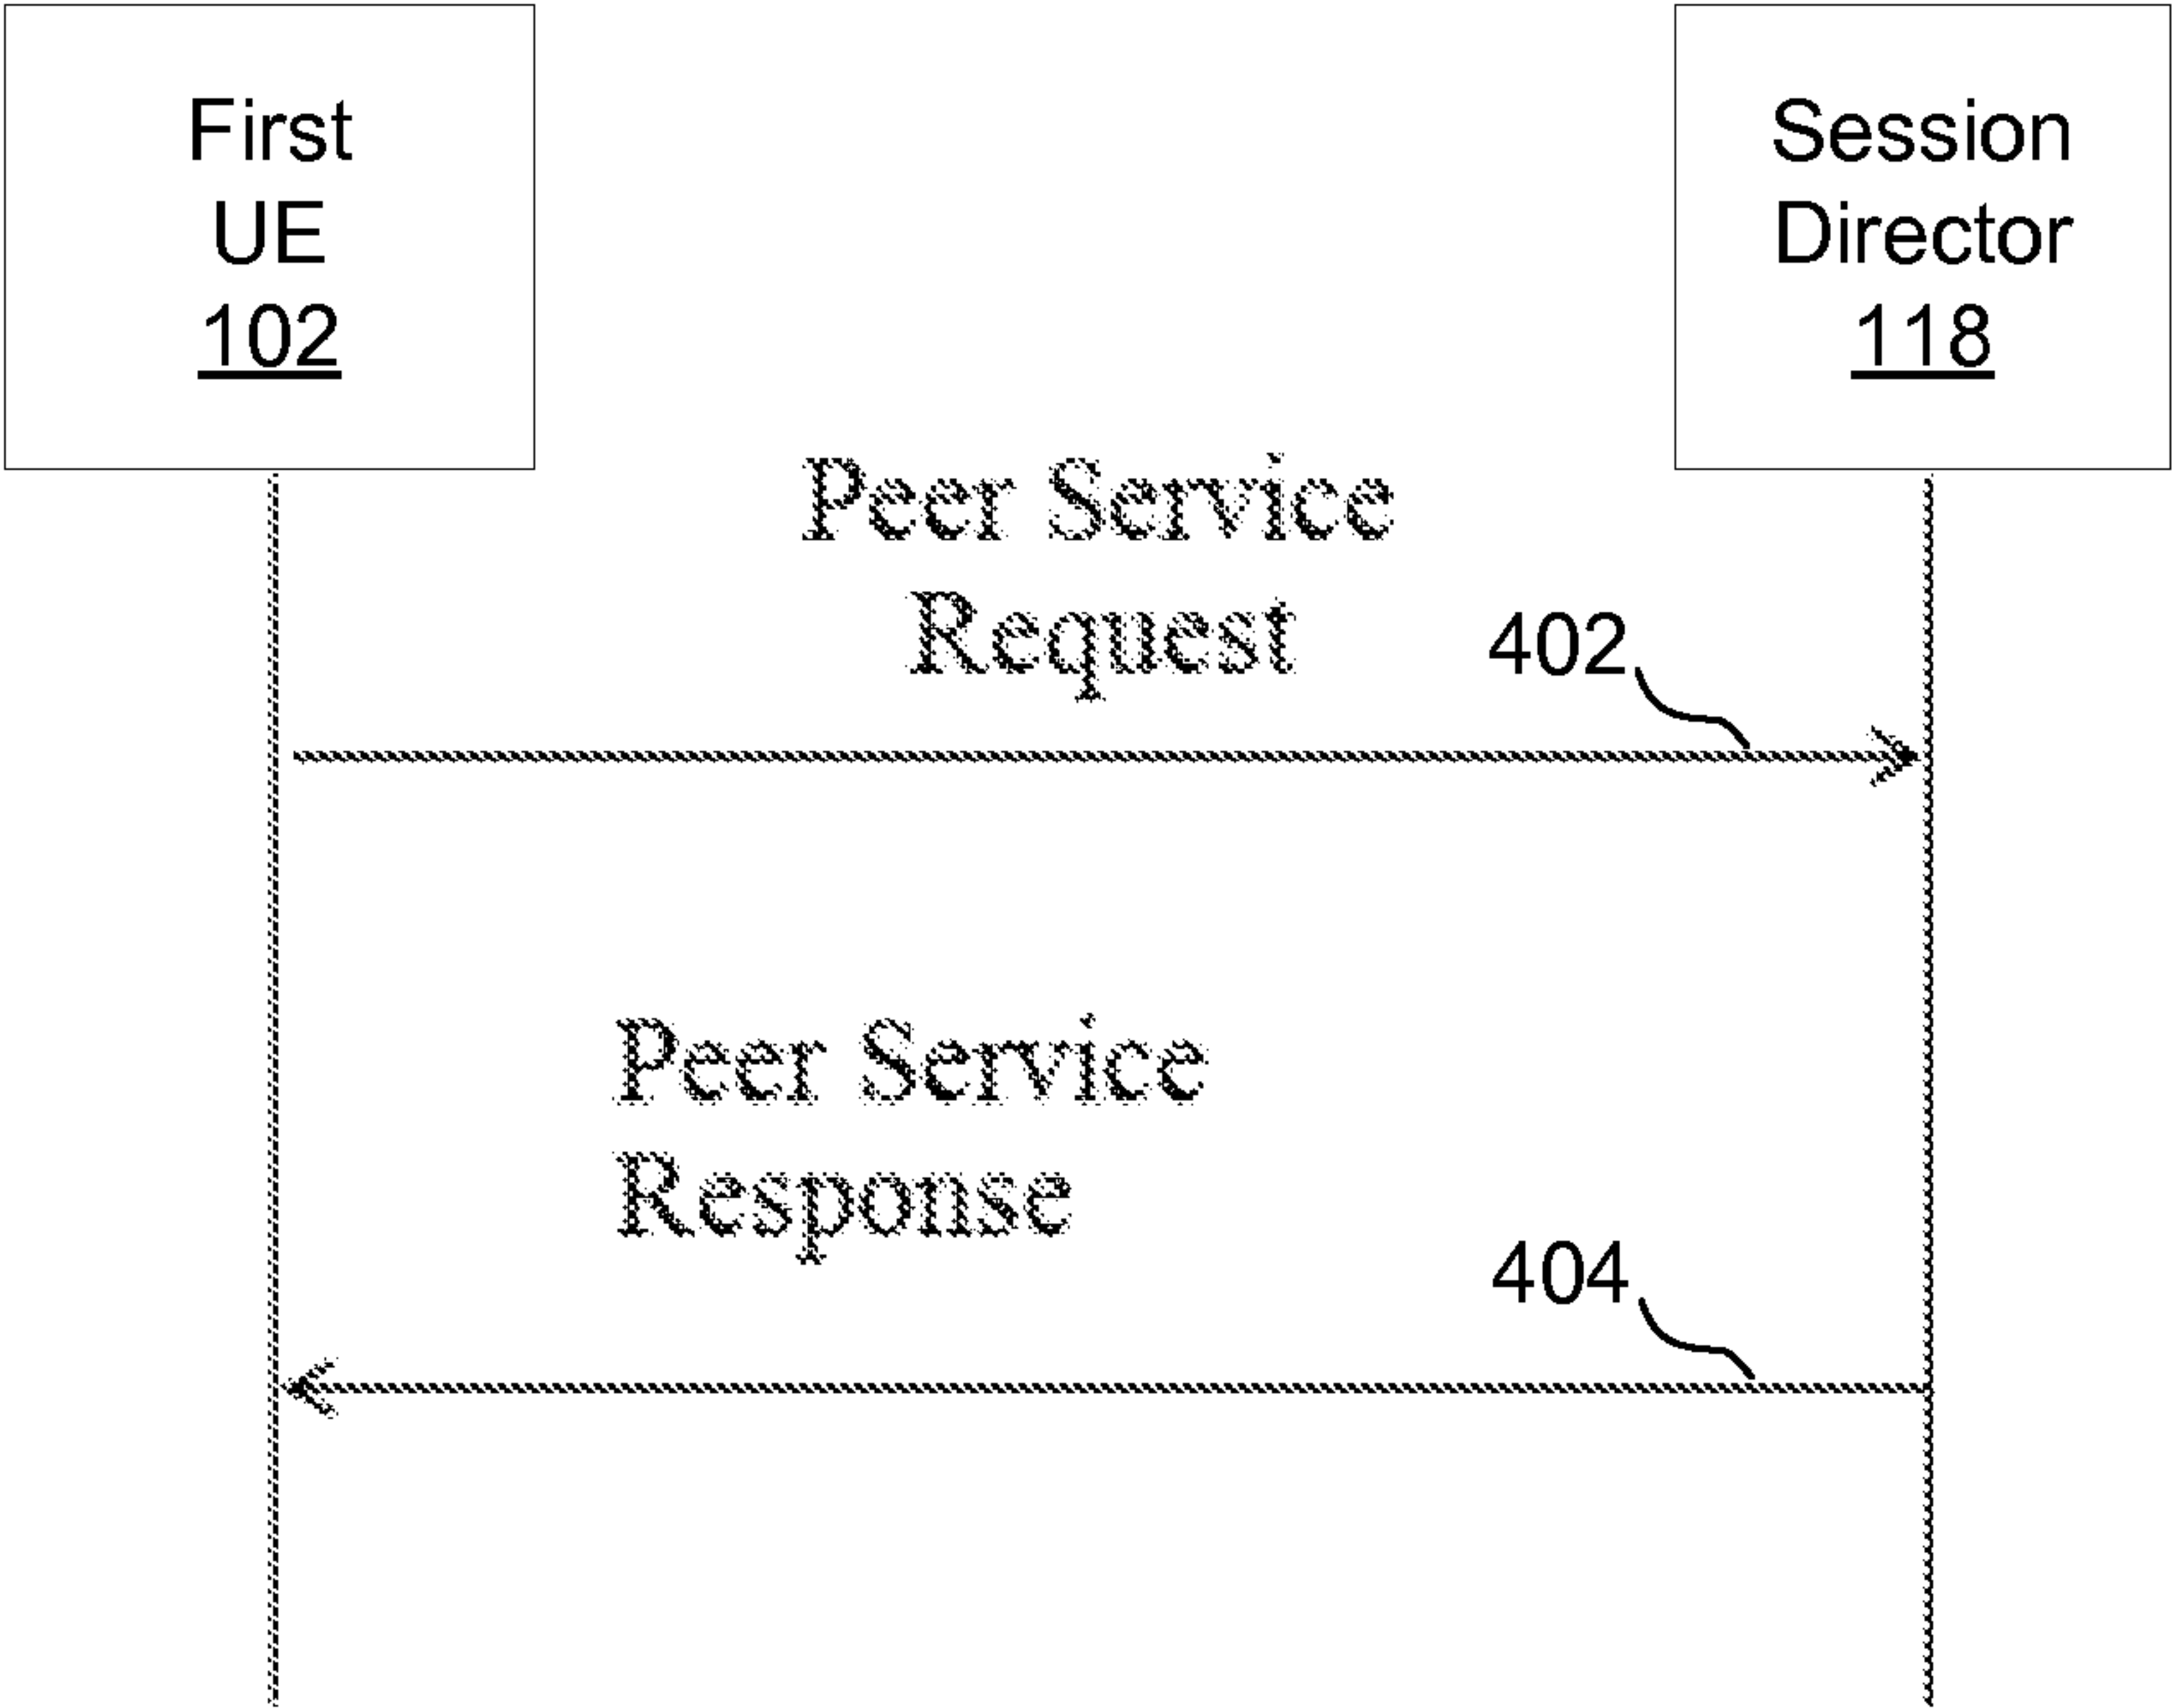 First
UE
102
Session
Director
118
Peer Service
Request
402
Peer Service
Response
404